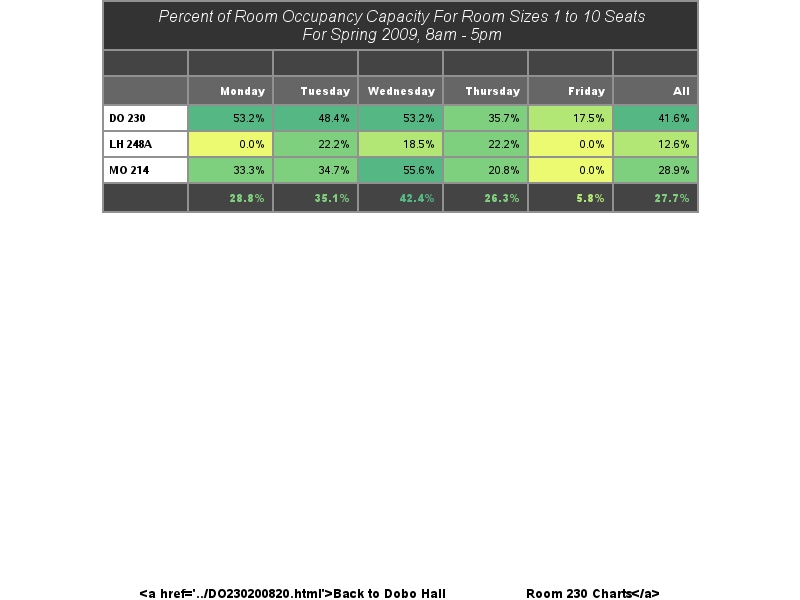 Percent of Room Occupancy Capacity For Room Sizes 1 to 10 Seats
For Spring 2009, 8am - 5pm
Monday Tuesday Wednesday Thursday Friday All
DO 230 53.2% 48.4% 53.2% 35.7% 17.5% 41.6%
LH 248A 0.0% 22.2% 18.5% 22.2% 0.0% 12.6%
MO 214 33.3% 34.7% 55.6% 20.8% 0.0% 28.9%
28.8% 35.1% 42.4% 26.3% 5.8% 27.7%
<a href='../DO230200820.html'>Back to Dobo Hall Room 230 Charts</a>